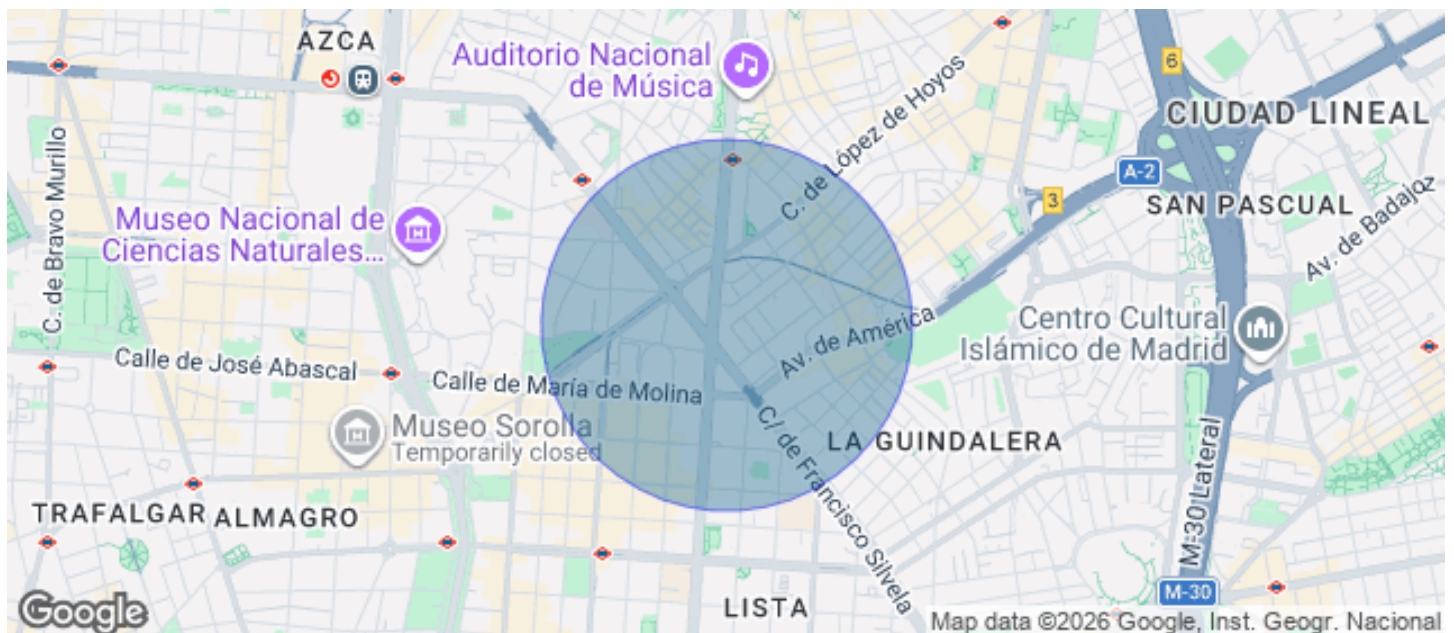 AZCA
Auditorio Nacional
de Música
C. de López de Hoyos
6
CIUDAD LINEAL
A-2
3
SAN PASCUAL
Av. de Badajoz
C. de Bravo Murillo
Museo Nacional de
Ciencias Naturales...
Av. de América
Centro Cultural
Islámico de Madrid
Calle de José Abascal
Calle de María de Molina
Museo Sorolla
Temporarily closed
C/ de Francisco Silvela
LA GUINDALERA
M-30 Lateral
TRAFALGAR
ALMAGRO
LISTA
M-30
Google
Map data ©2026 Google, Inst. Geogr. Nacional